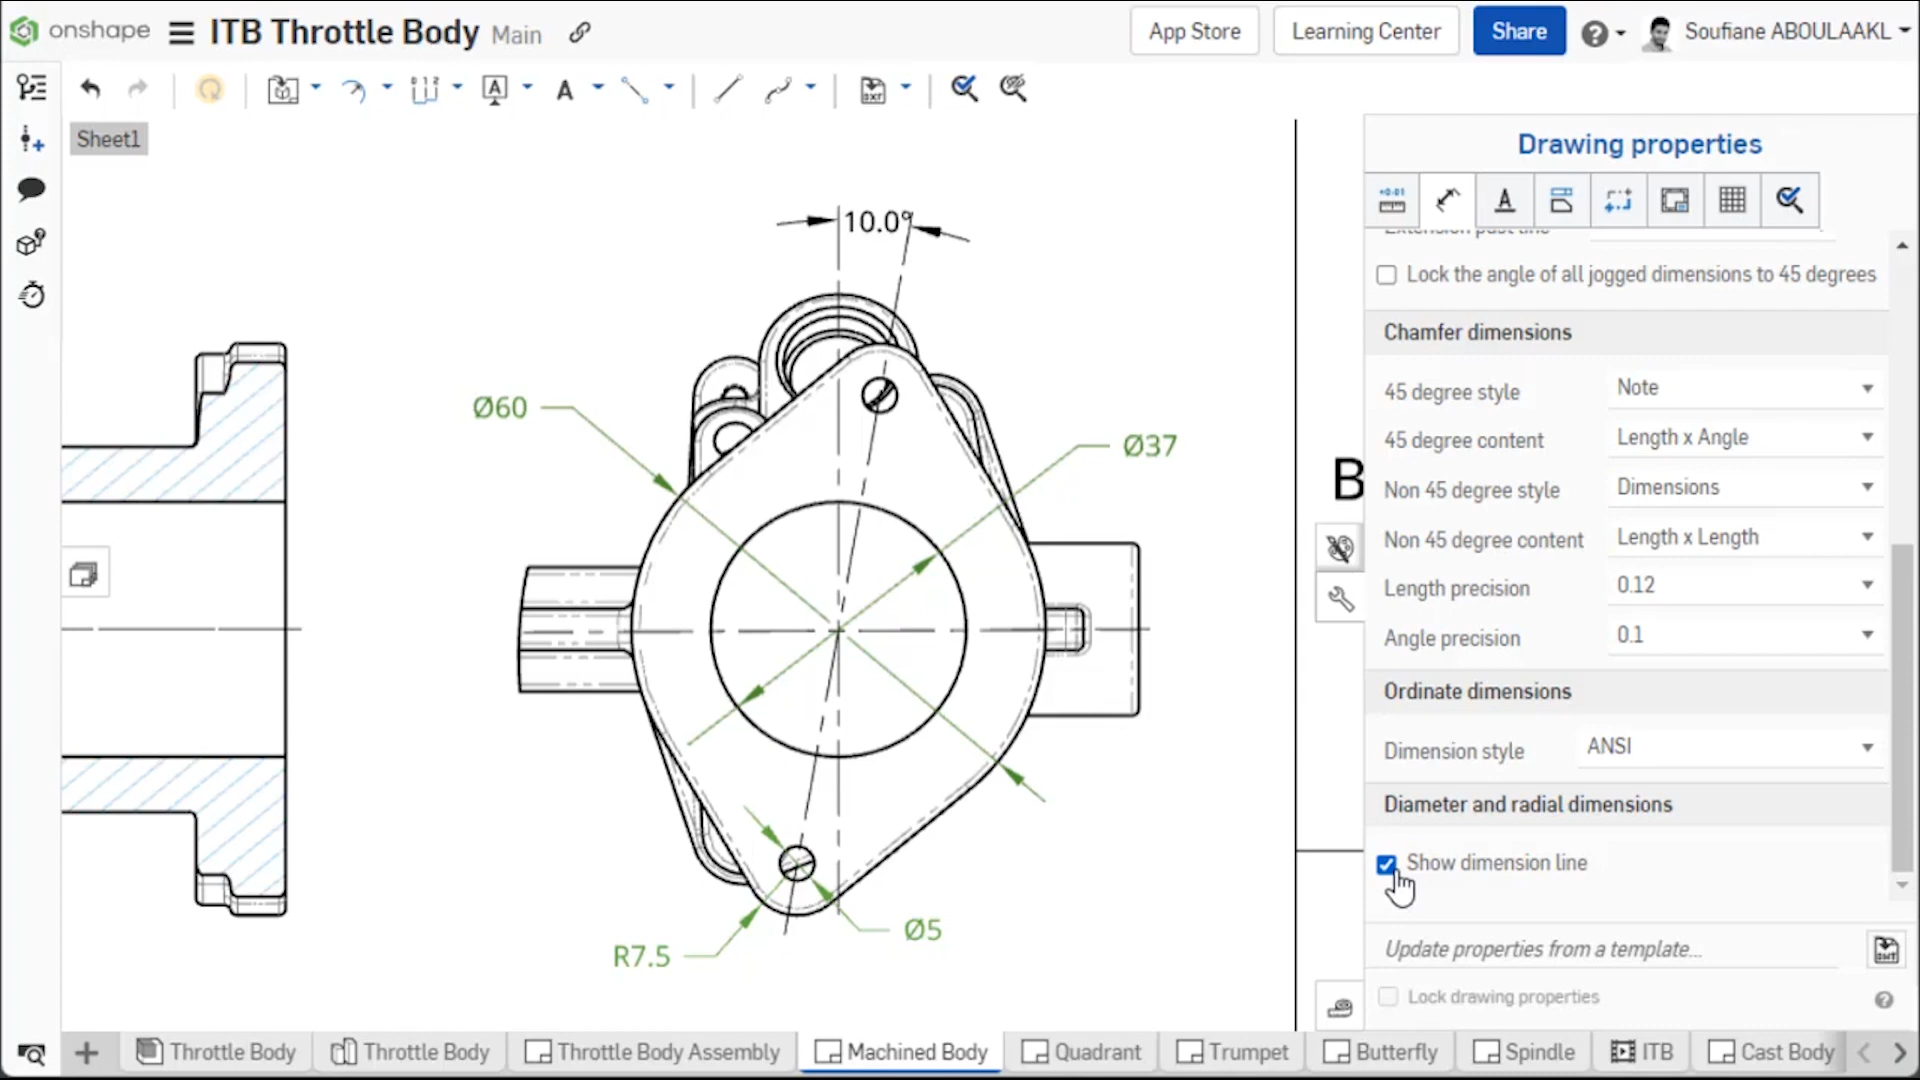 onshape
ITB Throttle Body Main
App Store
Learning Center
Share
Soufiane ABOULAAKL
Sheet1
Drawing properties
Extension past line
Lock the angle of all jogged dimensions to 45 degrees
Chamfer dimensions
45 degree style Note
45 degree content Length x Angle
Non 45 degree style Dimensions
Non 45 degree content Length x Length
Length precision 0.12
Angle precision 0.1
Ordinate dimensions
Dimension style ANSI
Diameter and radial dimensions
Show dimension line
Update properties from a template...
Lock drawing properties
10.0°
Ø60
Ø37
Ø5
R7.5
B
Throttle Body
Throttle Body
Throttle Body Assembly
Machined Body
Quadrant
Trumpet
Butterfly
Spindle
ITB
Cast Body